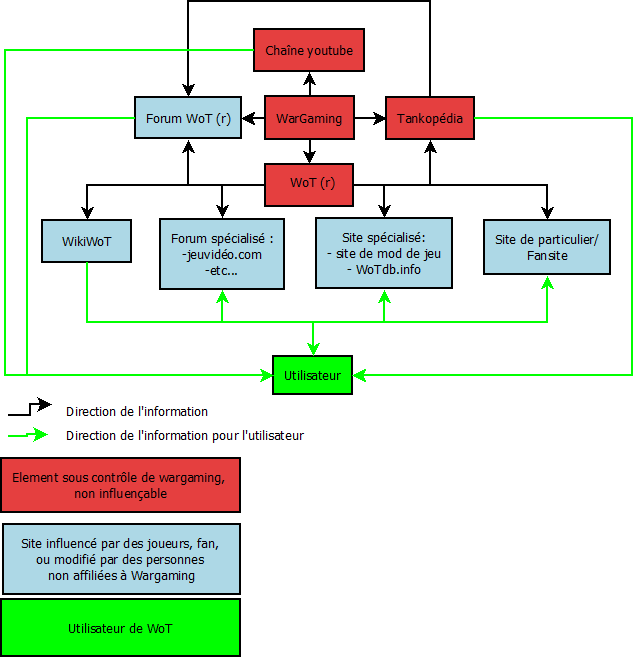 Chaîne youtube
Forum WoT (r)
WarGaming
Tankopédia
WoT (r)
WikiWoT
Forum spécialisé :
-jeuvidéo.com
-etc...
Site spécialisé:
- site de mod de jeu
- WoTdb.info
Site de particulier/
Fansite
Utilisateur
Direction de l'information
Direction de l'information pour l'utilisateur
Element sous contrôle de wargaming,
non influençable
Site influencé par des joueurs, fan,
ou modifié par des personnes
non affiliées à Wargaming
Utilisateur de WoT